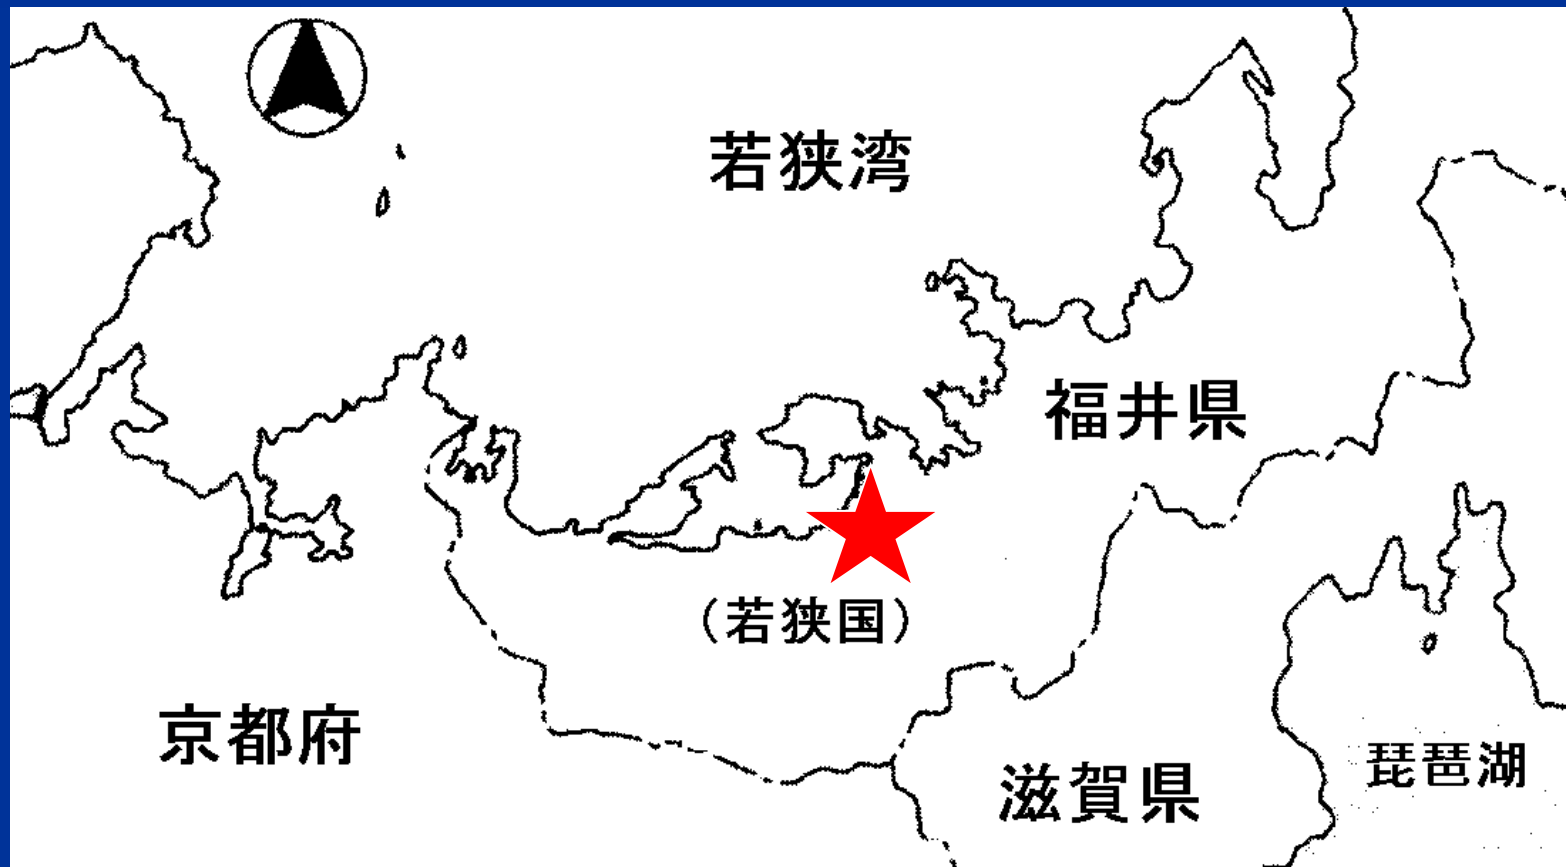 若狭湾
福井県
（若狭国）
京都府
滋賀県
琵琶湖